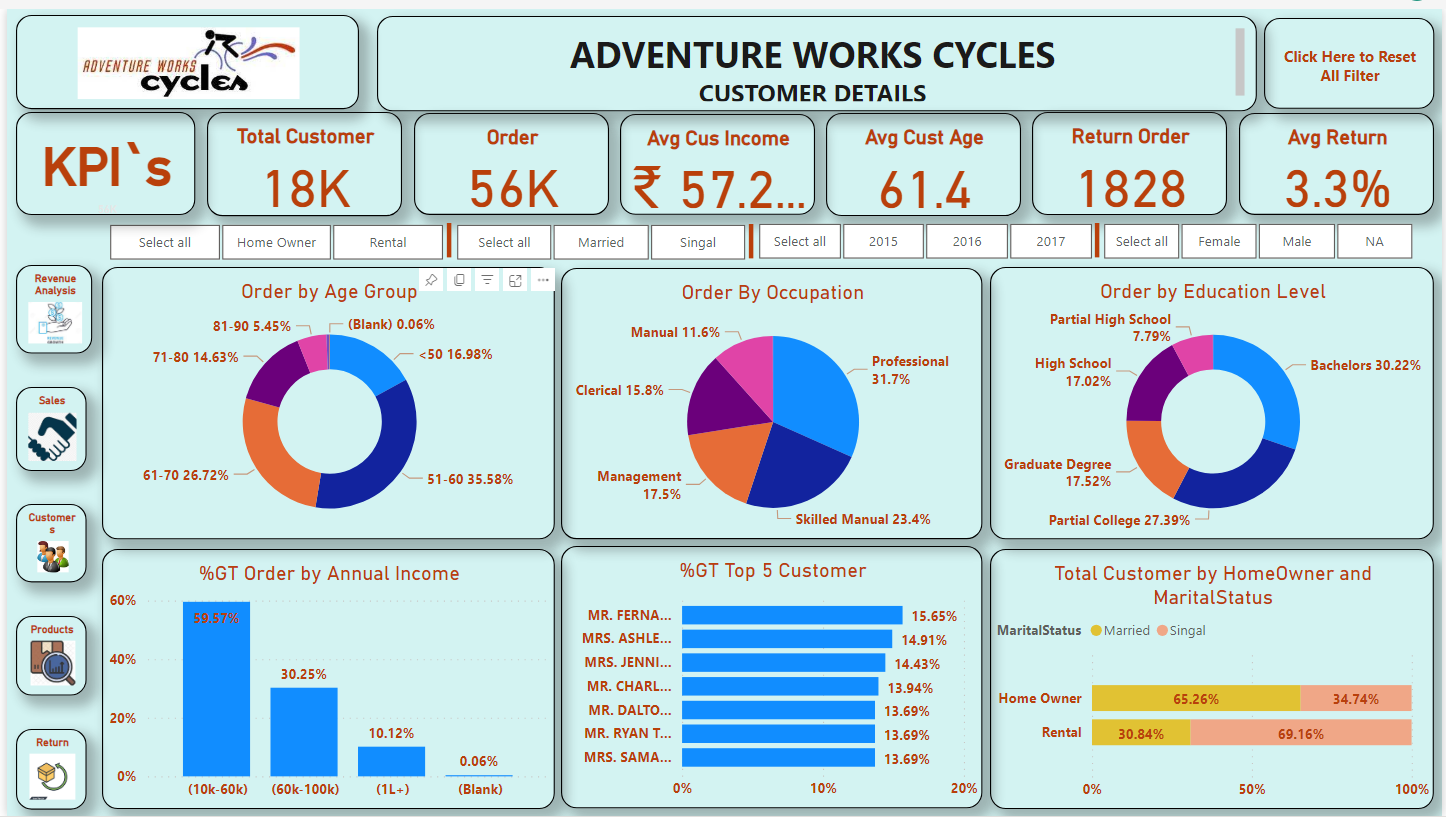 ADVENTURE WORKS
cycles
ADVENTURE WORKS CYCLES
CUSTOMER DETAILS
Click Here to Reset
All Filter
KPI`s
Total Customer
18K
Order
56K
Avg Cus Income
₹ 57.2...
Avg Cust Age
61.4
Return Order
1828
Avg Return
3.3%
Select all Home Owner Rental Select all Married Singal Select all 2015 2016 2017 Select all Female Male NA
Revenue
Analysis
Sales
Customer
s
Products
Return
Order by Age Group
81-90 5.45%
(Blank) 0.06%
71-80 14.63%
<50 16.98%
61-70 26.72%
51-60 35.58%
Order By Occupation
Manual 11.6%
Professional
31.7%
Clerical 15.8%
Management
17.5%
Skilled Manual 23.4%
Order by Education Level
Partial High School
7.79%
High School
17.02%
Bachelors 30.22%
Graduate Degree
17.52%
Partial College 27.39%
%GT Order by Annual Income
60%
40%
20%
0%
59.57%
30.25%
10.12%
0.06%
(10k-60k) (60k-100k) (1L+) (Blank)
%GT Top 5 Customer
MR. FERNA... 15.65%
MRS. ASHLE... 14.91%
MRS. JENNI... 14.43%
MR. CHARL... 13.94%
MR. DALTO... 13.69%
MR. RYAN T... 13.69%
MRS. SAMA... 13.69%
0% 10% 20%
Total Customer by HomeOwner and
MaritalStatus
MaritalStatus Married Singal
Home Owner 65.26% 34.74%
Rental 30.84% 69.16%
0% 50% 100%